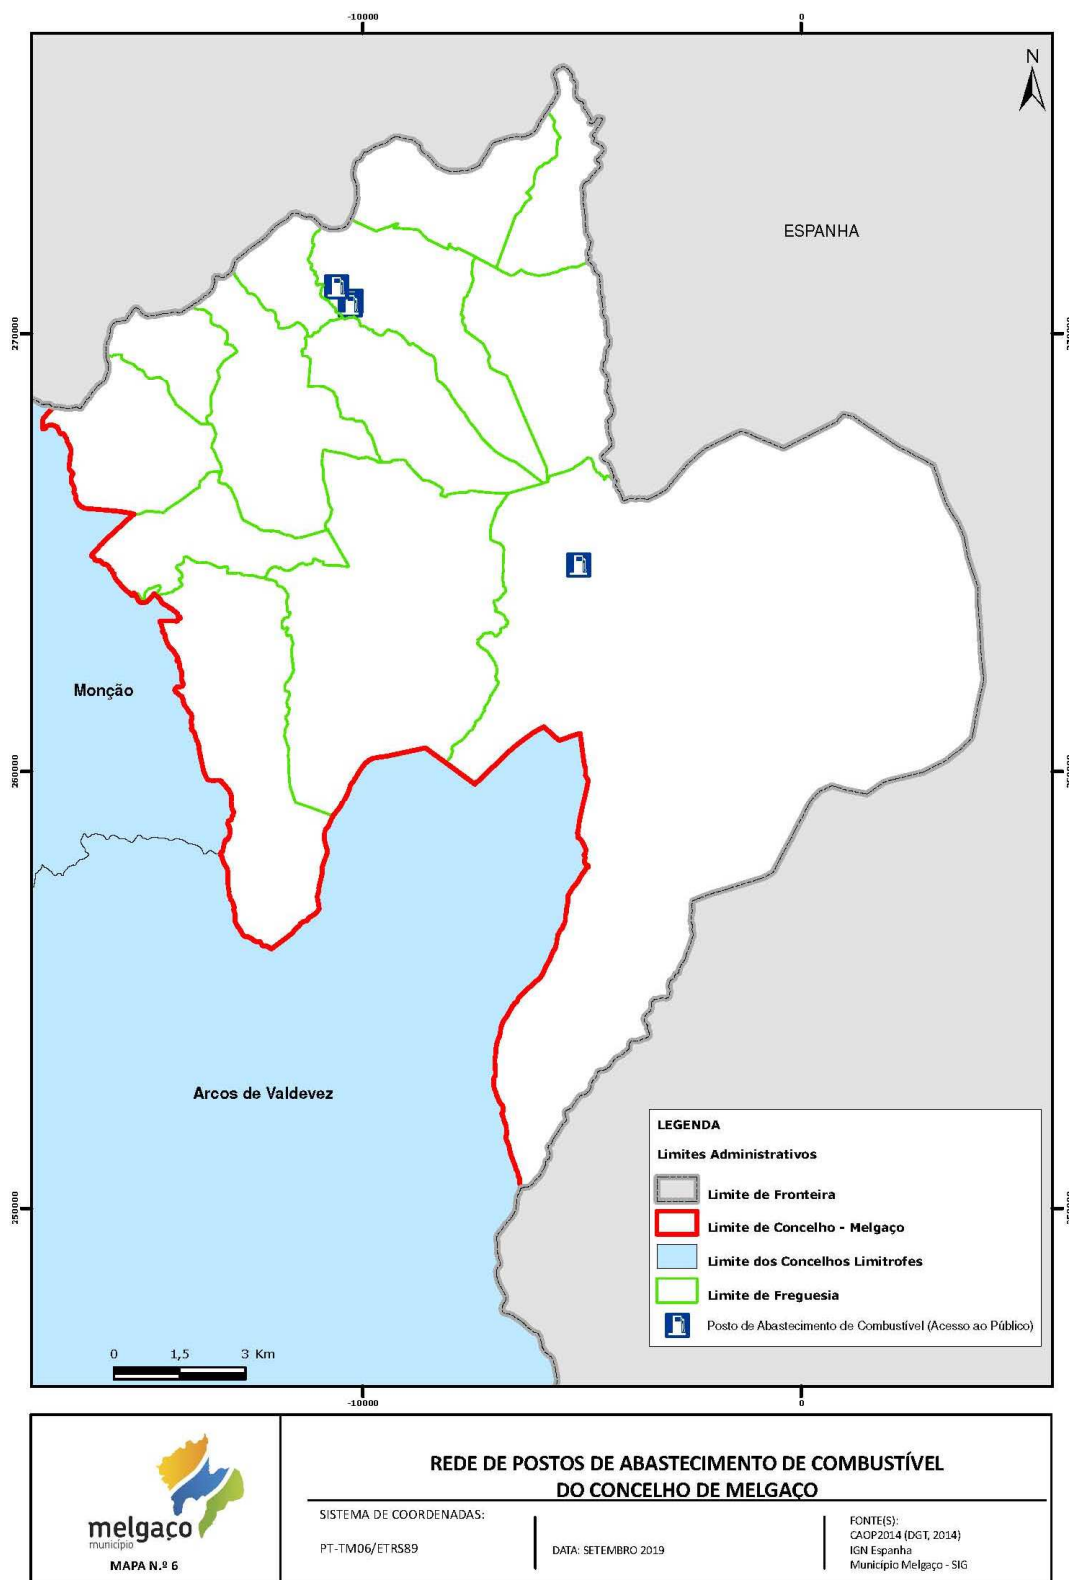 -10000
0
N
ESPANHA
270000
270000
Monção
260000
260000
Arcos de Valdevez
LEGENDA
Limites Administrativos
Limite de Fronteira
Limite de Concelho - Melgaço
Limite dos Concelhos Limitrofes
Limite de Freguesia
Posto de Abastecimento de Combustível (Acesso ao Público)
250000
250000
0 1,5 3 Km
-10000
0
melgaço
município
MAPA N.º 6
REDE DE POSTOS DE ABASTECIMENTO DE COMBUSTÍVEL
DO CONCELHO DE MELGAÇO
SISTEMA DE COORDENADAS:
PT-TM06/ETRS89
DATA: SETEMBRO 2019
FONTE(S):
CAOP2014 (DGT, 2014)
IGN Espanha
Município Melgaço - SIG